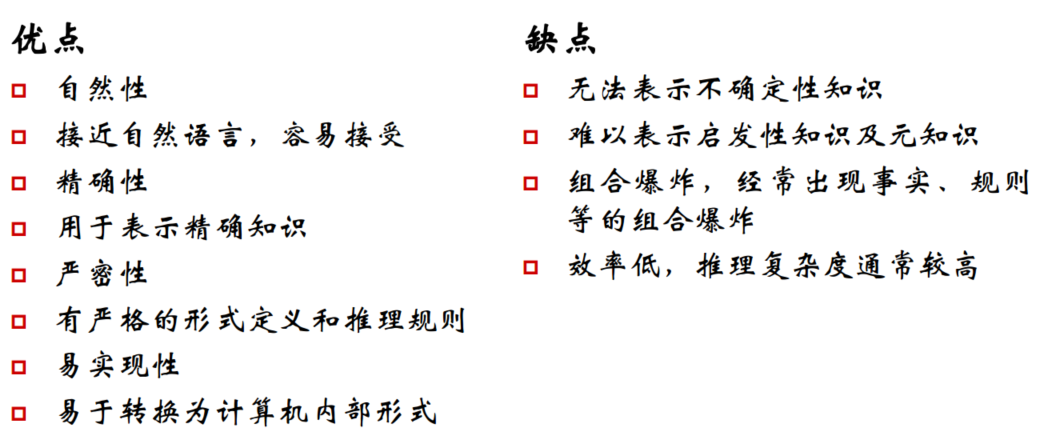 优点
自然性
接近自然语言，容易接受
精确性
用于表示精确知识
严密性
有严格的形式定义和推理规则
易实现性
易于转换为计算机内部形式
缺点
无法表示不确定性知识
难以表示启发性知识及元知识
组合爆炸，经常出现事实、规则
等的组合爆炸
效率低，推理复杂度通常较高